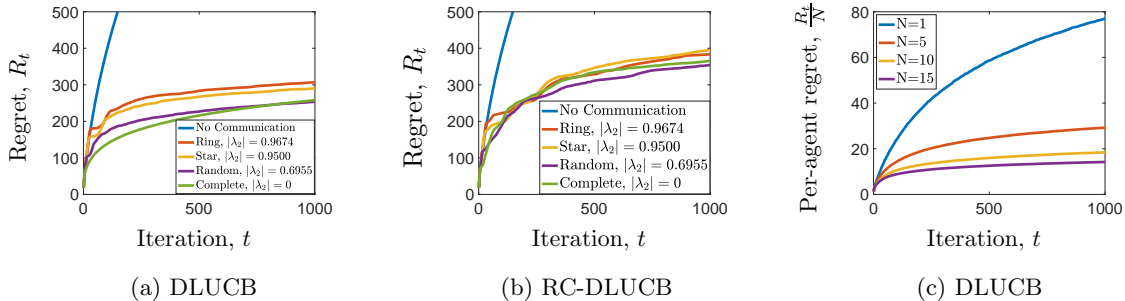 500
400
300
200
100
0
0
500
1000
Regret, R_t
Iteration, t
No Communication
Ring, |λ₂| = 0.9674
Star, |λ₂| = 0.9500
Random, |λ₂| = 0.6955
Complete, |λ₂| = 0
(a) DLUCB
500
400
300
200
100
0
0
500
1000
Regret, R_t
Iteration, t
No Communication
Ring, |λ₂| = 0.9674
Star, |λ₂| = 0.9500
Random, |λ₂| = 0.6955
Complete, |λ₂| = 0
(b) RC-DLUCB
80
60
40
20
0
0
500
1000
Per-agent regret, R_t/N
Iteration, t
N=1
N=5
N=10
N=15
(c) DLUCB